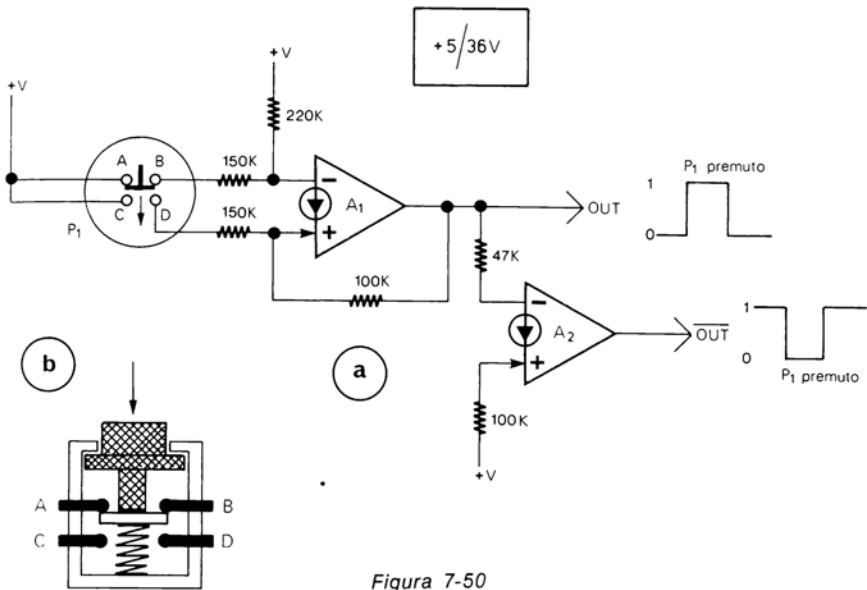 +5/36V
+V
+V
220K
A B
150K
C D
P1
150K
−
A1
+
100K
OUT
47K
P1 premuto
1
0
−
A2
+
OUT
100K
+V
1
0
P1 premuto
b
a
A B
C D
Figura 7-50